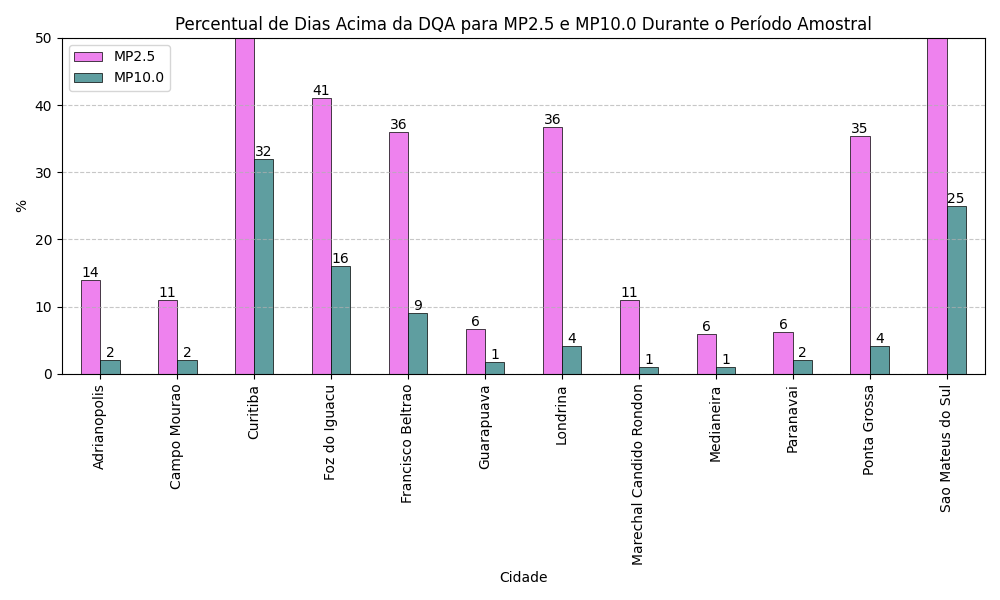 Percentual de Dias Acima da DQA para MP2.5 e MP10.0 Durante o Período Amostral
MP2.5
MP10.0
%
50
40
30
20
10
0
14
2
11
2
32
41
16
36
9
6
1
36
4
11
1
6
1
6
2
35
4
25
Adrianopolis
Campo Mourao
Curitiba
Foz do Iguacu
Francisco Beltrao
Guarapuava
Londrina
Marechal Candido Rondon
Medianeira
Paranavai
Ponta Grossa
Sao Mateus do Sul
Cidade